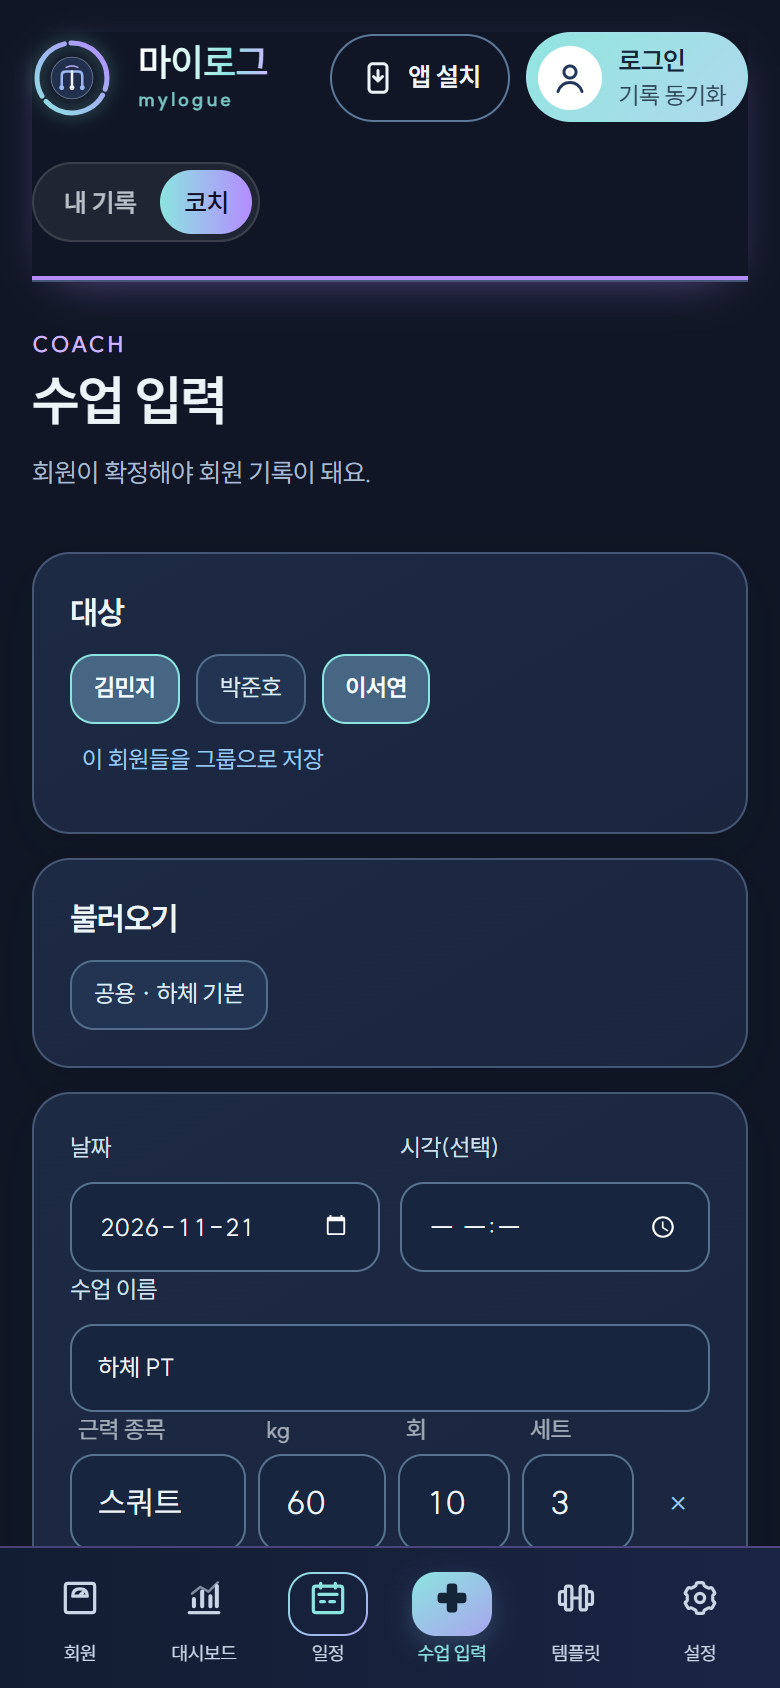 마이로그
mylogue
앱 설치
로그인
기록 동기화
내 기록
코치
COACH
수업 입력
회원이 확정해야 회원 기록이 돼요.
대상
김민지 박준호 이서연
이 회원들을 그룹으로 저장
불러오기
공용 · 하체 기본
날짜 시각(선택)
2026-11-21 — —:—
수업 이름
하체 PT
근력 종목 kg 회 세트
스쿼트 60 10 3 ×
회원 대시보드 일정 수업 입력 템플릿 설정